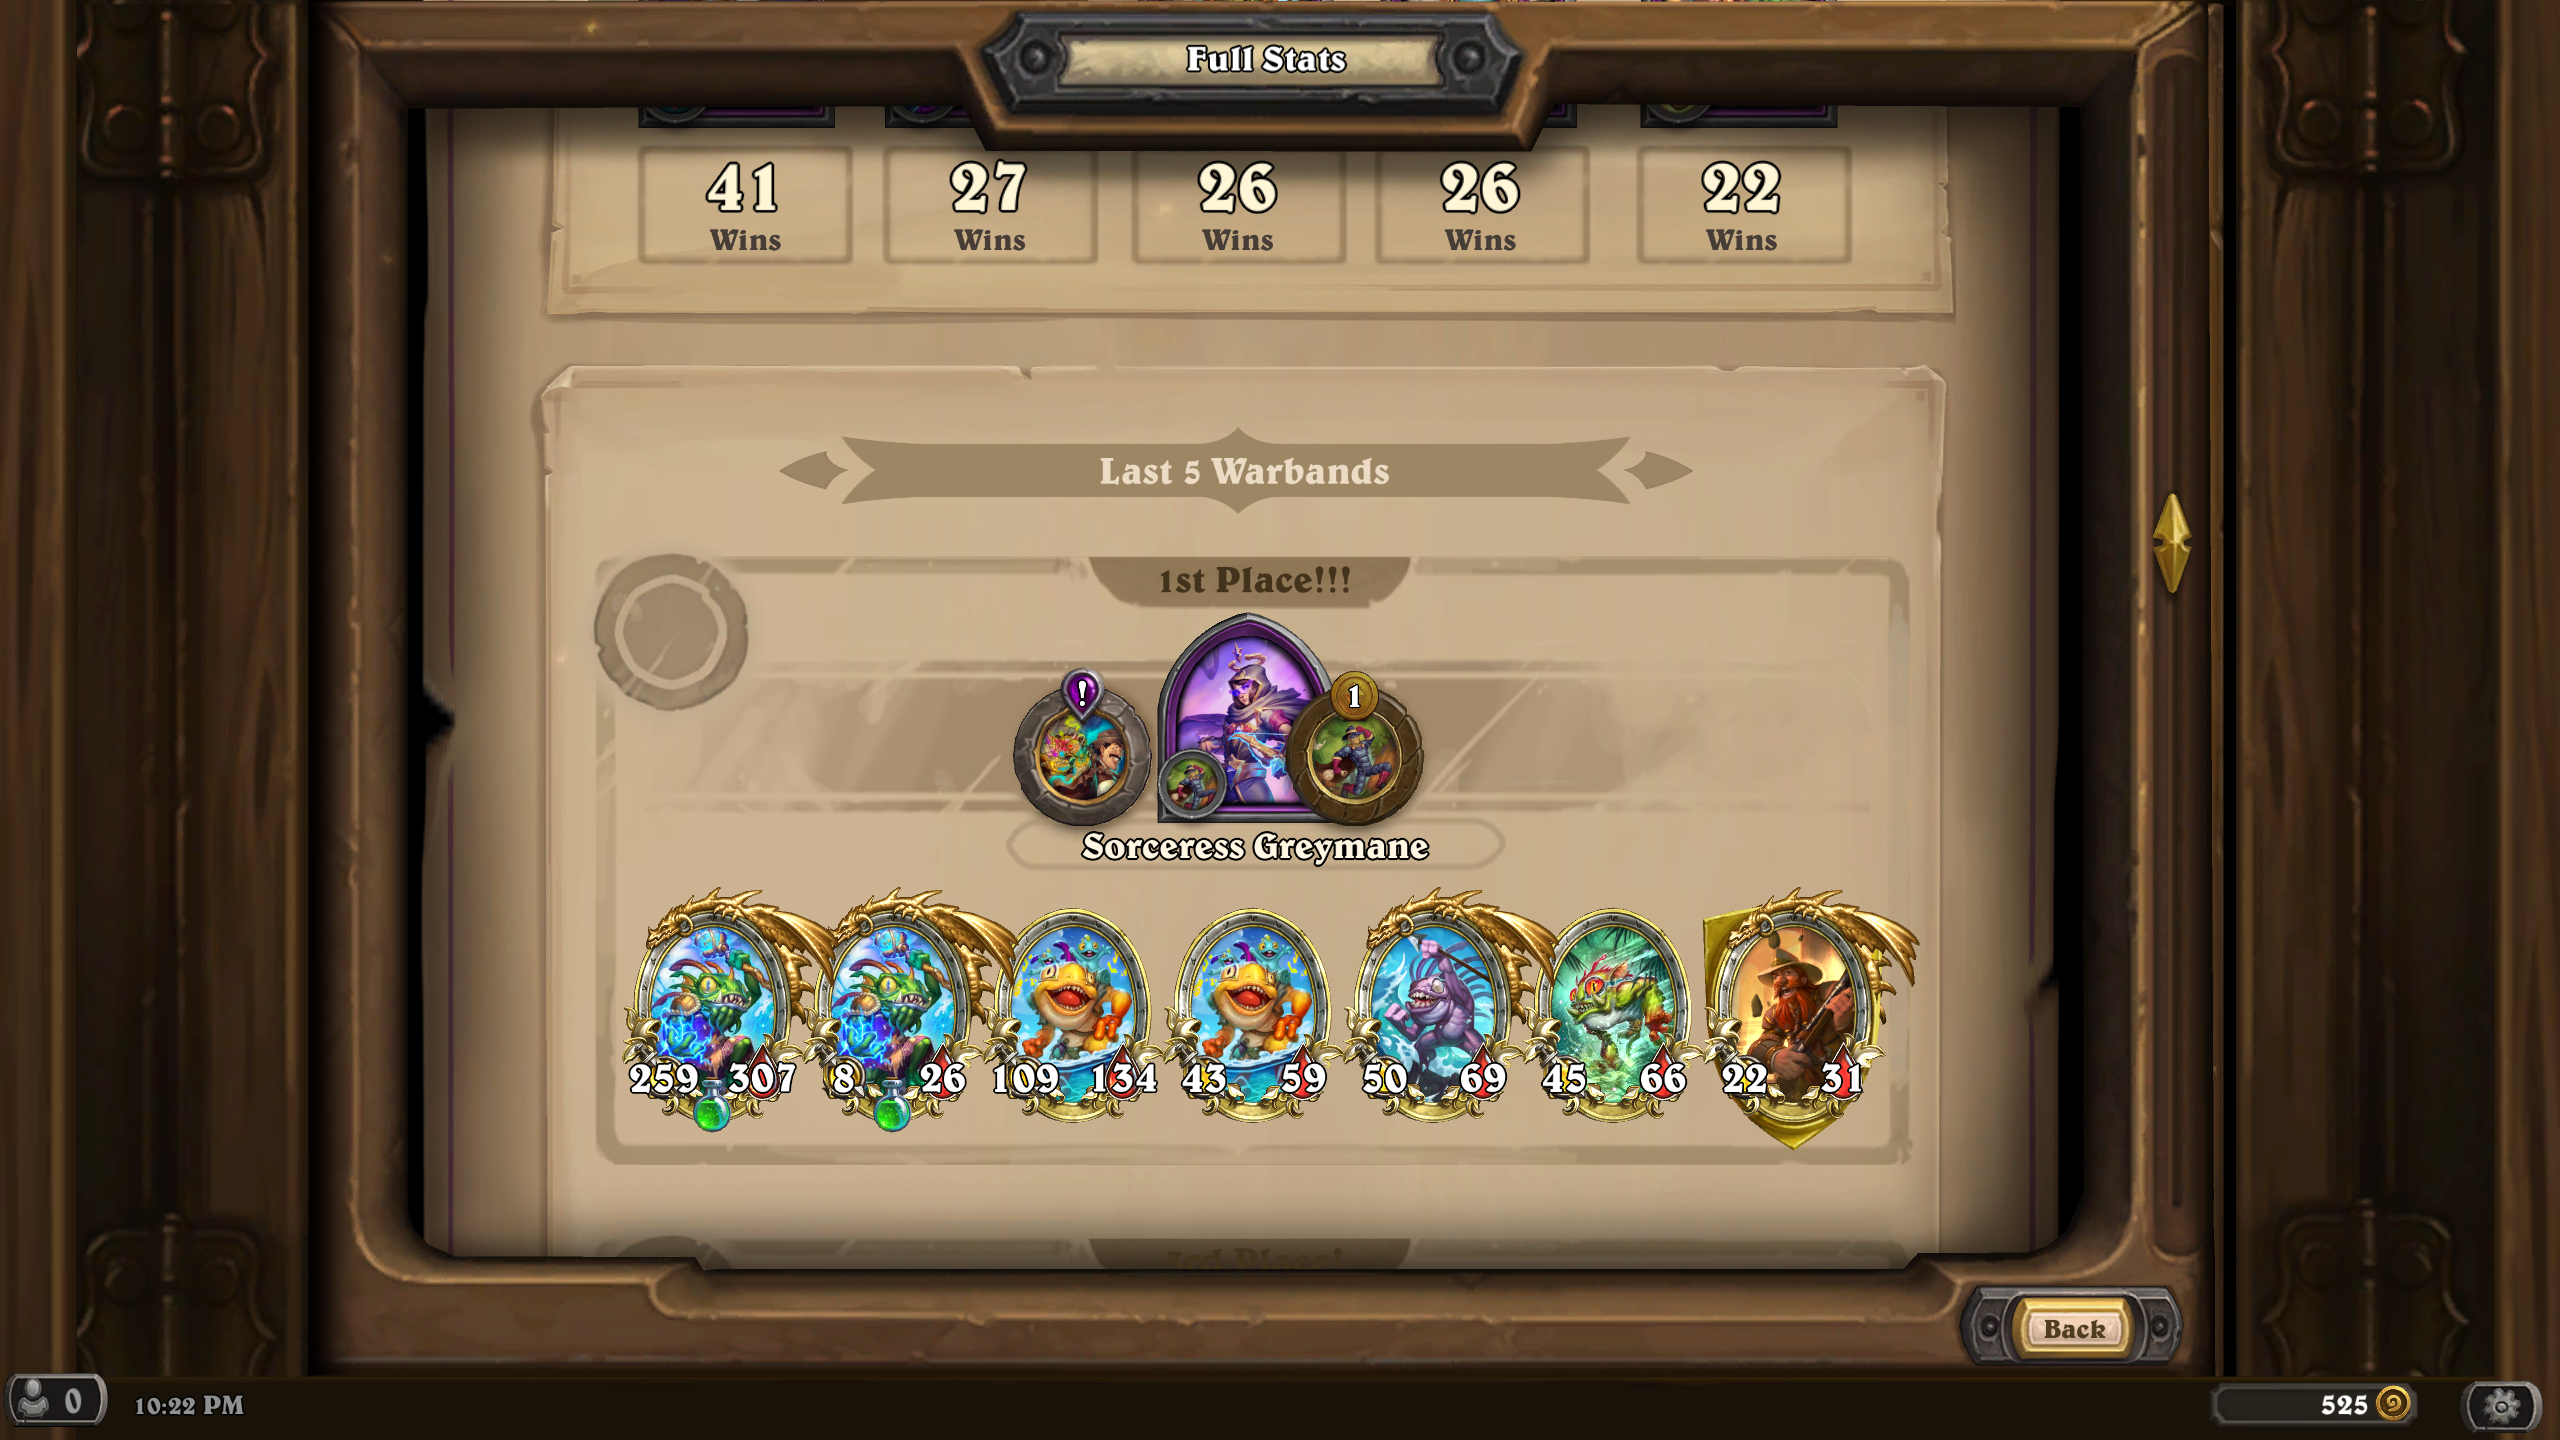 Full Stats
41 27 26 26 22
Wins Wins Wins Wins Wins
Last 5 Warbands
1st Place!!!
!
1
Sorceress Greymane
259 307 8 26 109 134 43 59 50 69 45 66 22 31
3rd Place!
Back
0 10:22 PM 525